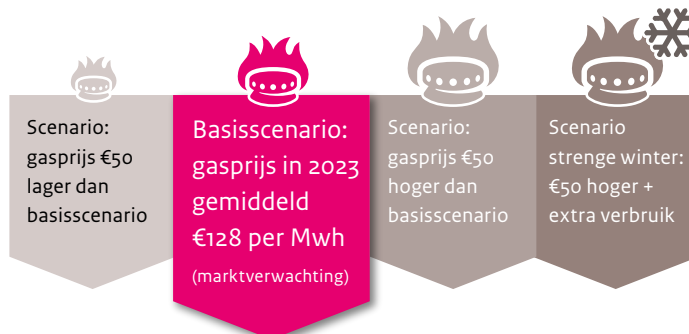 Scenario:
gasprijs €50
lager dan
basisscenario
Basisscenario:
gasprijs in 2023
gemiddeld
€128 per Mwh
(marktverwachting)
Scenario:
gasprijs €50
hoger dan
basisscenario
Scenario
strenge winter:
€50 hoger +
extra verbruik